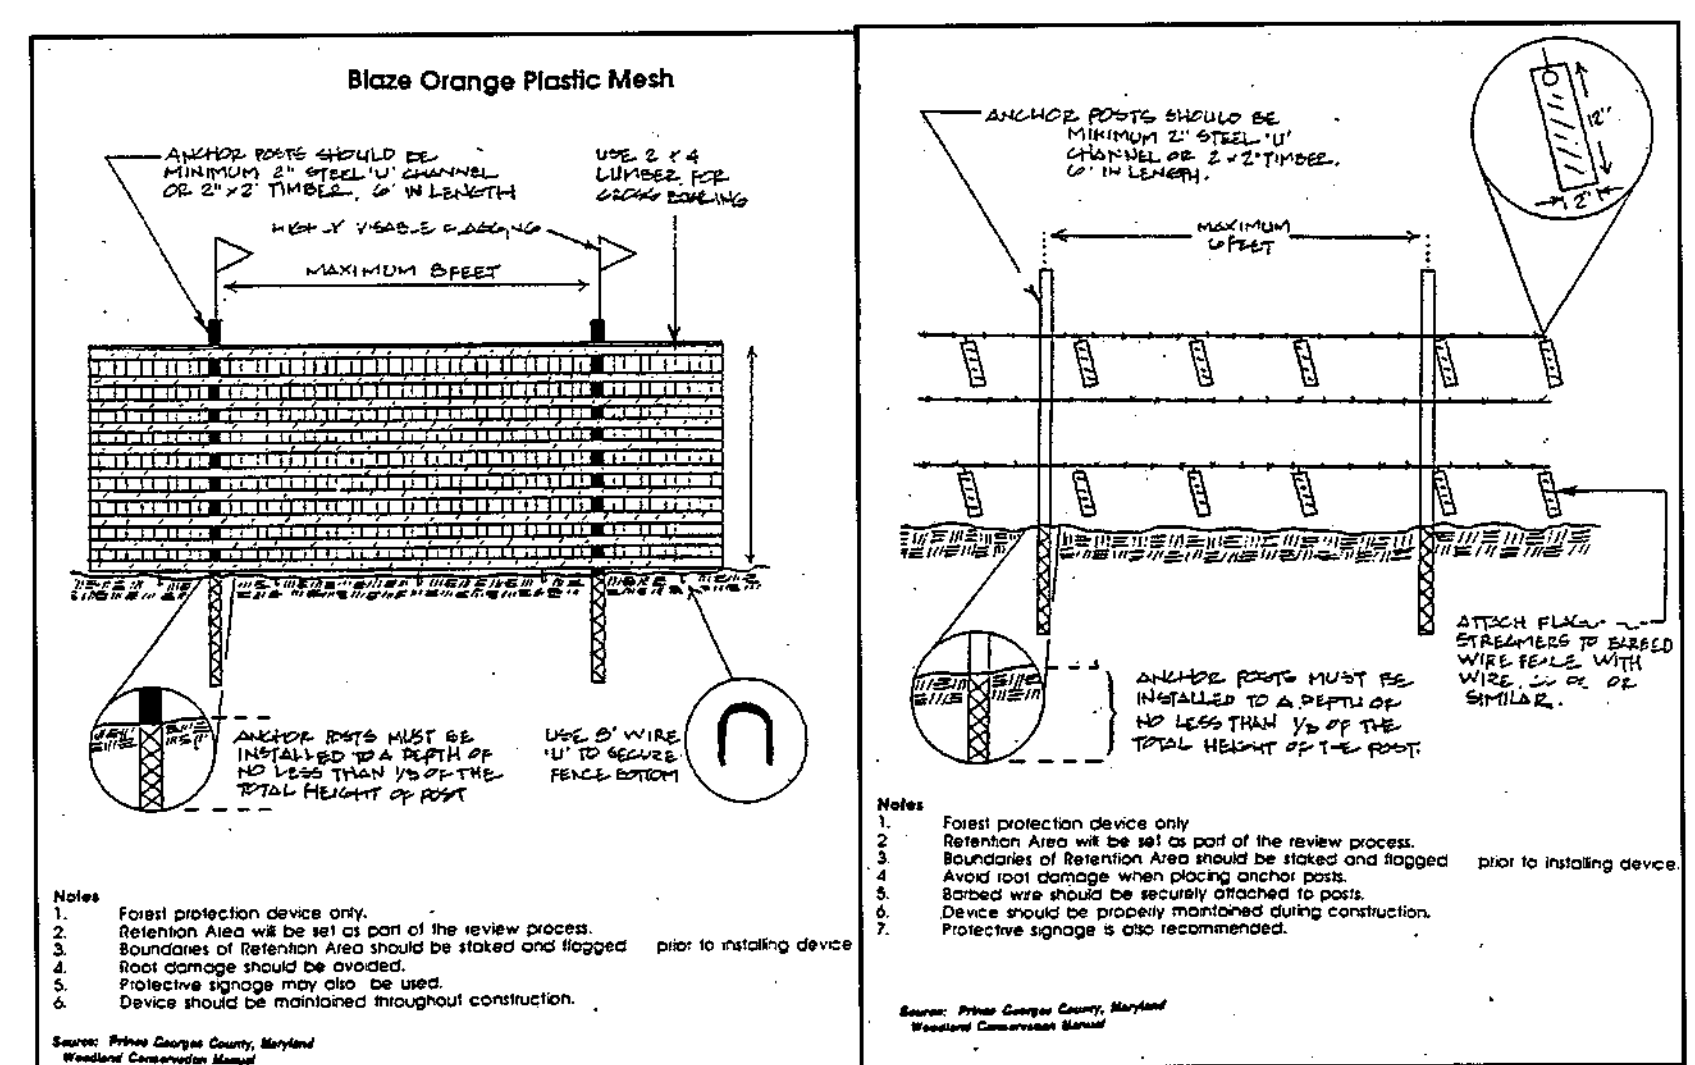 Blaze Orange Plastic Mesh
ANCHOR POSTS SHOULD BE
MINIMUM 2" STEEL 'U' CHANNEL
OR 2"x2' TIMBER, 6' IN LENGTH
USE 2 x 4
LUMBER FOR
CROSS
HIGHLY VISABLE FLAGGING
MAXIMUM 8 FEET
ANCHOR POSTS MUST BE
INSTALLED TO A DEPTH OF
NO LESS THAN 1/3 OF THE
TOTAL HEIGHT OF POST
USE 8' WIRE
'U' TO SECURE
FENCE BOTTOM
Notes
1. Forest protection device only.
2. Retention Area will be set as part of the review process.
3. Boundaries of Retention Area should be staked and flagged prior to installing device
4. Root damage should be avoided.
5. Protective signage may also be used.
6. Device should be maintained throughout construction.
Source: Prince Georges County, Maryland
Woodland Conservation Manual
ANCHOR POSTS SHOULD BE
MINIMUM 2" STEEL 'U'
CHANNEL OR 2 x 2" TIMBER,
6' IN LENGTH.
12"
2"
MAXIMUM
6 FEET
ATTACH
STREAMERS TO BARBED
WIRE FENCE WITH
WIRE, OR
SIMILAR.
ANCHOR POSTS MUST BE
INSTALLED TO A DEPTH OF
NO LESS THAN 1/3 OF THE
TOTAL HEIGHT OF THE POST.
Notes
1. Forest protection device only
2 Retention Area will be set as part of the review process.
3. Boundaries of Retention Area should be staked and flagged prior to installing device.
4 Avoid root damage when placing anchor posts.
5. Barbed wire should be securely attached to posts.
6. Device should be properly maintained during construction.
7. Protective signage is also recommended.
Source: Prince Georges County, Maryland
Woodland Conservation Manual